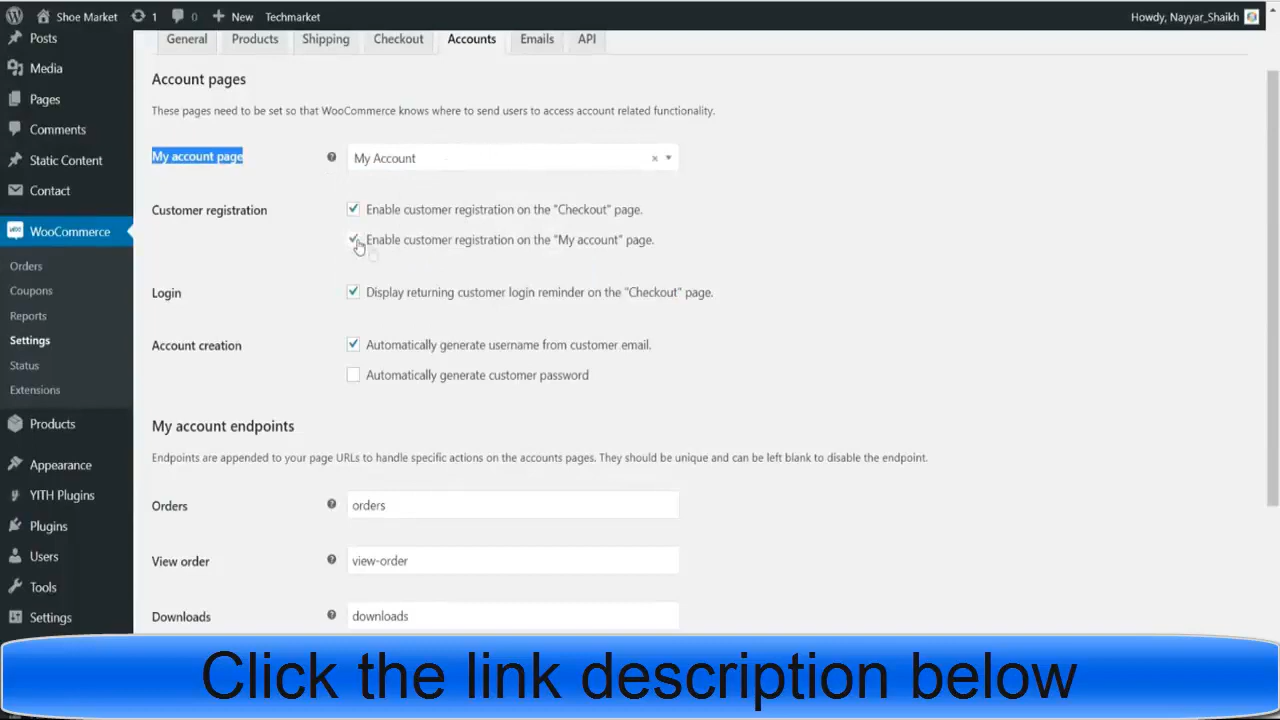 Shoe Market 1 0 New Techmarket Howdy, Nayyar_Shaikh
Posts
Media
Pages
Comments
Static Content
Contact
WooCommerce
Orders
Coupons
Reports
Settings
Status
Extensions
Products
Appearance
YITH Plugins
Plugins
Users
Tools
Settings
General Products Shipping Checkout Accounts Emails API
Account pages
These pages need to be set so that WooCommerce knows where to send users to access account related functionality.
My account page My Account
Customer registration Enable customer registration on the "Checkout" page.
Enable customer registration on the "My account" page.
Login Display returning customer login reminder on the "Checkout" page.
Account creation Automatically generate username from customer email.
Automatically generate customer password
My account endpoints
Endpoints are appended to your page URLs to handle specific actions on the accounts pages. They should be unique and can be left blank to disable the endpoint.
Orders orders
View order view-order
Downloads downloads
Click the link description below